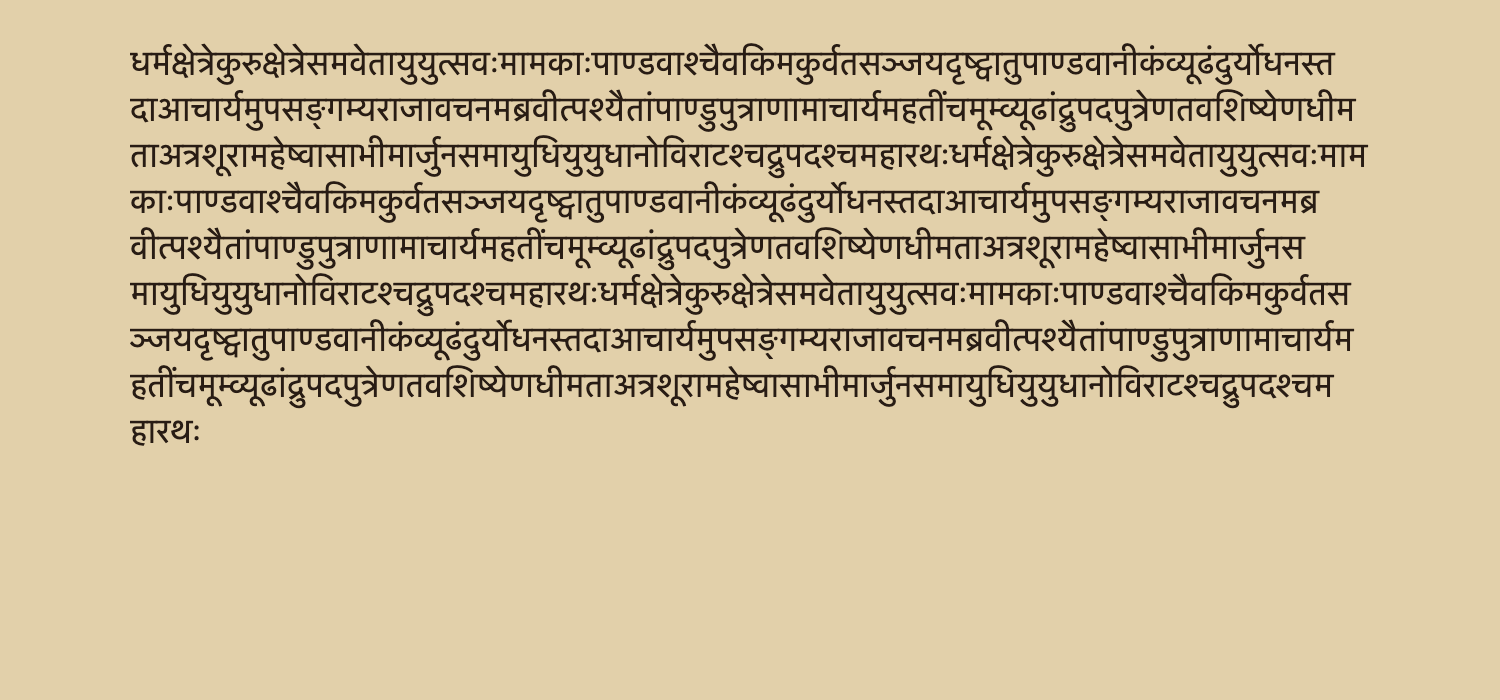 धर्मक्षेत्रेकुरुक्षेत्रेसमवेतायुयुत्सवःमामकाःपाण्डवाश्चैवकिमकुर्वतसञ्जयदृष्ट्वातुपाण्डवानीकंव्यूढंदुर्योधनस्त
दाआचार्यमुपसङ्गम्यराजावचनमब्रवीत्पश्यैतांपाण्डुपुत्राणामाचार्यमहतींचमूम्व्यूढांद्रुपदपुत्रेणतवशिष्येणधीम
ताअत्रशूरामहेष्वासाभीमार्जुनसमायुधियुयुधानोविराटश्चद्रुपदश्चमहारथःधर्मक्षेत्रेकुरुक्षेत्रेसमवेतायुयुत्सवःमाम
काःपाण्डवाश्चैवकिमकुर्वतसञ्जयदृष्ट्वातुपाण्डवानीकंव्यूढंदुर्योधनस्तदाआचार्यमुपसङ्गम्यराजावचनमब्र
वीत्पश्यैतांपाण्डुपुत्राणामाचार्यमहतींचमूम्व्यूढांद्रुपदपुत्रेणतवशिष्येणधीमताअत्रशूरामहेष्वासाभीमार्जुनस
मायुधियुयुधानोविराटश्चद्रुपदश्चमहारथःधर्मक्षेत्रेकुरुक्षेत्रेसमवेतायुयुत्सवःमामकाःपाण्डवाश्चैवकिमकुर्वतस
ञ्जयदृष्ट्वातुपाण्डवानीकंव्यूढंदुर्योधनस्तदाआचार्यमुपसङ्गम्यराजावचनमब्रवीत्पश्यैतांपाण्डुपुत्राणामाचार्यम
हतींचमूम्व्यूढांद्रुपदपुत्रेणतवशिष्येणधीमताअत्रशूरामहेष्वासाभीमार्जुनसमायुधियुयुधानोविराटश्चद्रुपदश्चम
हारथः